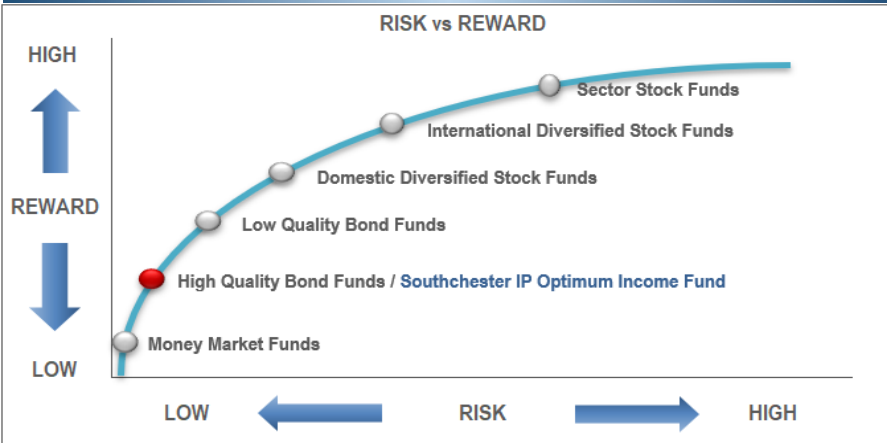 RISK vs REWARD
HIGH
Sector Stock Funds
International Diversified Stock Funds
Domestic Diversified Stock Funds
REWARD
Low Quality Bond Funds
High Quality Bond Funds / Southchester IP Optimum Income Fund
Money Market Funds
LOW
LOW RISK HIGH